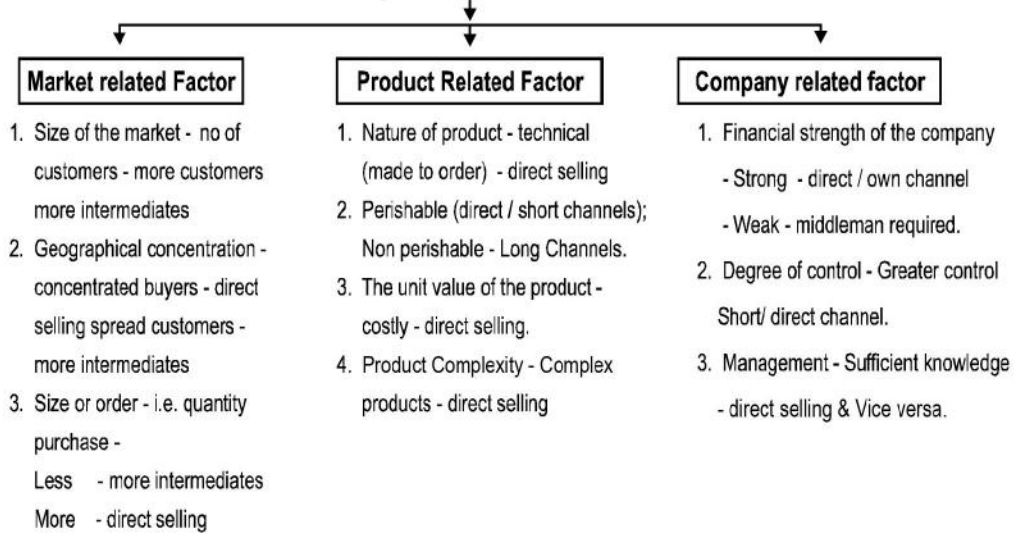 Market related Factor
1. Size of the market - no of
customers - more customers
more intermediates
2. Geographical concentration -
concentrated buyers - direct
selling spread customers -
more intermediates
3. Size or order - i.e. quantity
purchase -
Less - more intermediates
More - direct selling
Product Related Factor
1. Nature of product - technical
(made to order) - direct selling
2. Perishable (direct / short channels);
Non perishable - Long Channels.
3. The unit value of the product -
costly - direct selling.
4. Product Complexity - Complex
products - direct selling
Company related factor
1. Financial strength of the company
- Strong - direct / own channel
- Weak - middleman required.
2. Degree of control - Greater control
Short/ direct channel.
3. Management - Sufficient knowledge
- direct selling & Vice versa.